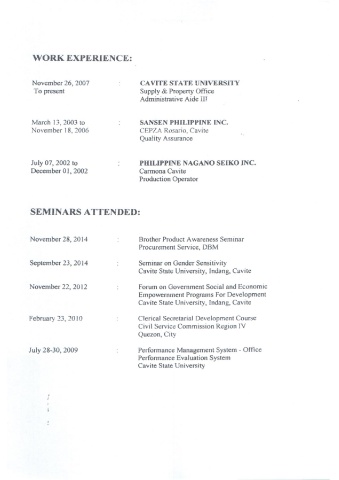 WORK EXPERIENCE:
November 26, 2007 : CAVITE STATE UNIVERSITY
To present Supply & Property Office
Administrative Aide III
March 13, 2003 to : SANSEN PHILIPPINE INC.
November 18, 2006 CEPZA Rosario, Cavite
Quality Assurance
July 07, 2002 to : PHILIPPINE NAGANO SEIKO INC.
December 01, 2002 Carmona Cavite
Production Operator
SEMINARS ATTENDED:
November 28, 2014 : Brother Product Awareness Seminar
Procurement Service, DBM
September 23, 2014 : Seminar on Gender Sensitivity
Cavite State University, Indang, Cavite
November 22, 2012 : Forum on Government Social and Economic
Empowernment Programs For Development
Cavite State University, Indang, Cavite
February 23, 2010 : Clerical Secretarial Development Course
Civil Service Commission Region IV
Quezon, City
July 28-30, 2009 : Performance Management System - Office
Performance Evaluation System
Cavite State University